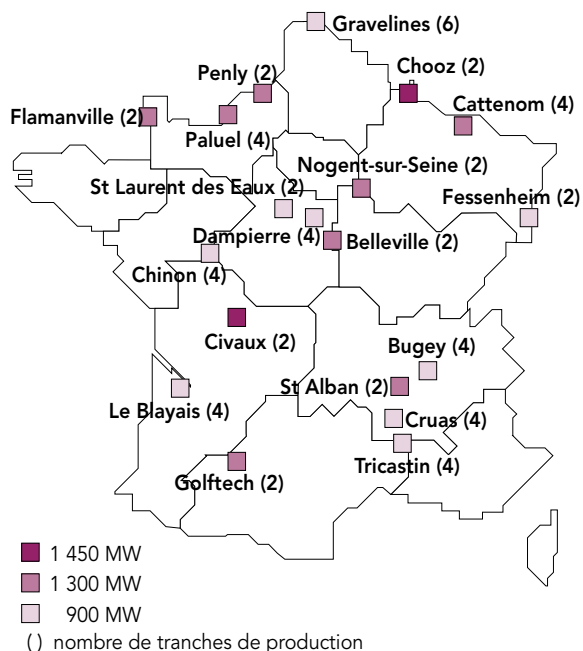 Gravelines (6)
Penly (2)
Chooz (2)
Flamanville (2)
Cattenom (4)
Paluel (4)
Nogent-sur-Seine (2)
St Laurent des Eaux (2)
Fessenheim (2)
Dampierre (4)
Belleville (2)
Chinon (4)
Civaux (2)
Bugey (4)
St Alban (2)
Le Blayais (4)
Cruas (4)
Tricastin (4)
Golftech (2)
1 450 MW
1 300 MW
900 MW
() nombre de tranches de production